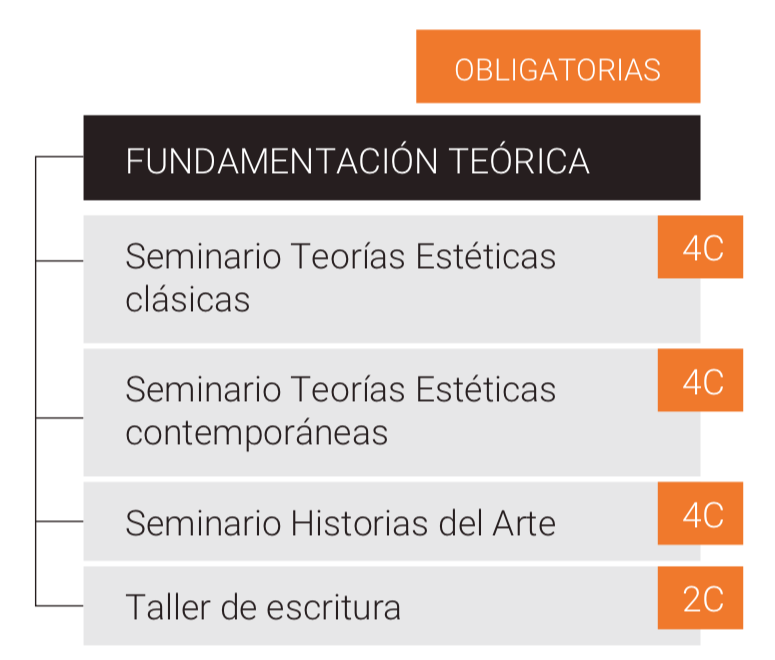 OBLIGATORIAS
FUNDAMENTACIÓN TEÓRICA
Seminario Teorías Estéticas
clásicas
4C
Seminario Teorías Estéticas
contemporáneas
4C
Seminario Historias del Arte
4C
Taller de escritura
2C